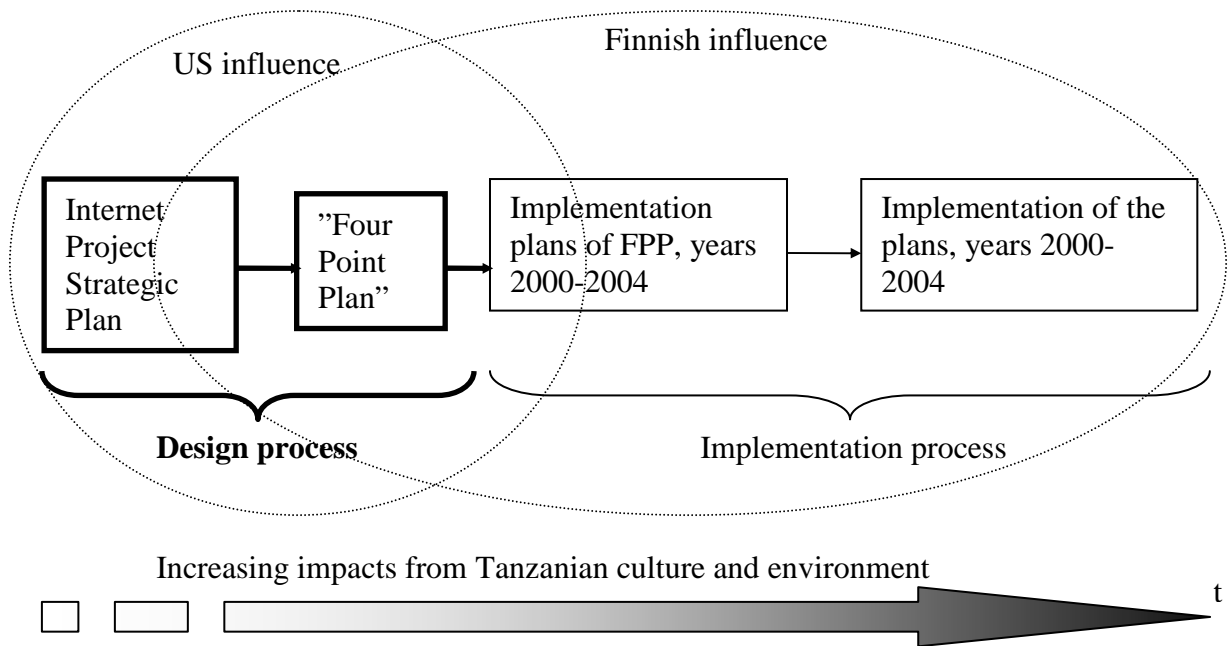 US influence
Finnish influence
Internet
Project
Strategic
Plan
”Four
Point
Plan”
Implementation
plans of FPP, years
2000-2004
Implementation of the
plans, years 2000-
2004
Design process
Implementation process
Increasing impacts from Tanzanian culture and environment
t